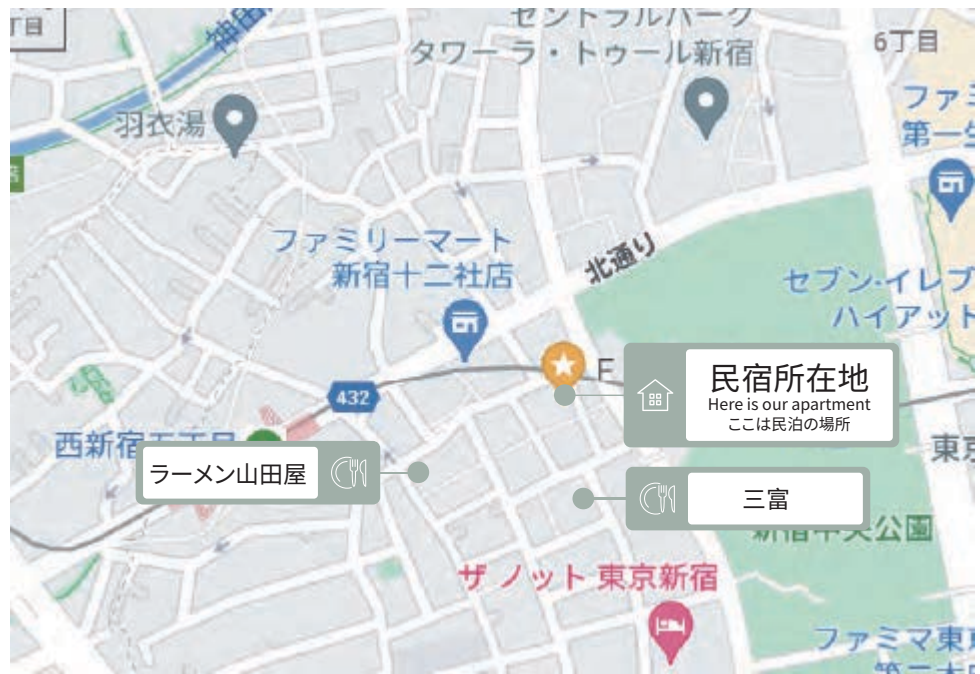 丁目
神田
セントラルパーク
タワー ラ・トゥール新宿
6丁目
羽衣湯
ファミ
第一生
ファミリーマート
新宿十二社店
北通り
セブン-イレブ
ハイアット
E
民宿所在地
Here is our apartment
ここは民泊の場所
432
西新宿五丁目
ラーメン山田屋
東京
三富
新宿中央公園
ザ ノット 東京新宿
ファミマ東